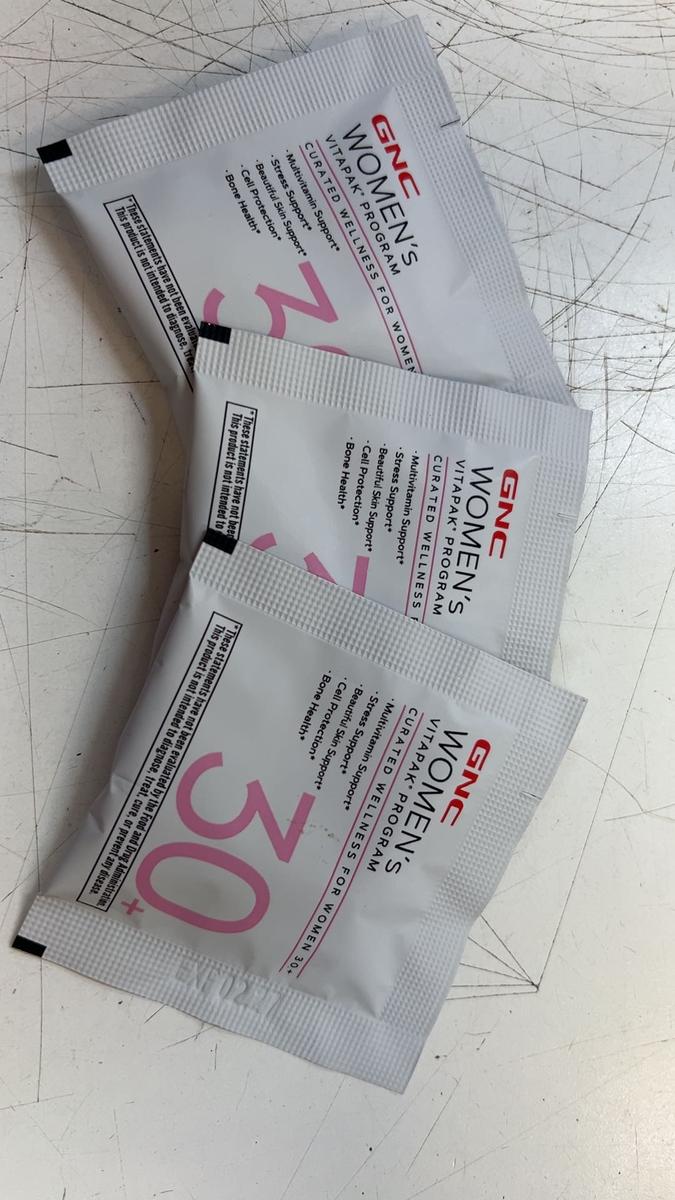 GNC
WOMEN'S
VITAPAK® PROGRAM
CURATED WELLNESS FOR WOMEN
·Multivitamin Support*
·Stress Support*
·Beautiful Skin Support*
·Cell Protection*
·Bone Health*
*These statements have not been
This product is not intended to diagnose,
GNC
WOMEN'S
VITAPAK® PROGRAM
CURATED WELLNESS
·Multivitamin Support*
·Stress Support*
·Beautiful Skin Support*
·Cell Protection*
·Bone Health*
*These statements have not been
This product is not intended to
GNC
WOMEN'S
VITAPAK® PROGRAM
CURATED WELLNESS FOR WOMEN 30+
·Multivitamin Support*
·Stress Support*
·Beautiful Skin Support*
·Cell Protection*
·Bone Health*
30+
*These statements have not been evaluated by the Food and Drug Administration.
This product is not intended to diagnose, treat, cure, or prevent any disease.
EXP 02.27